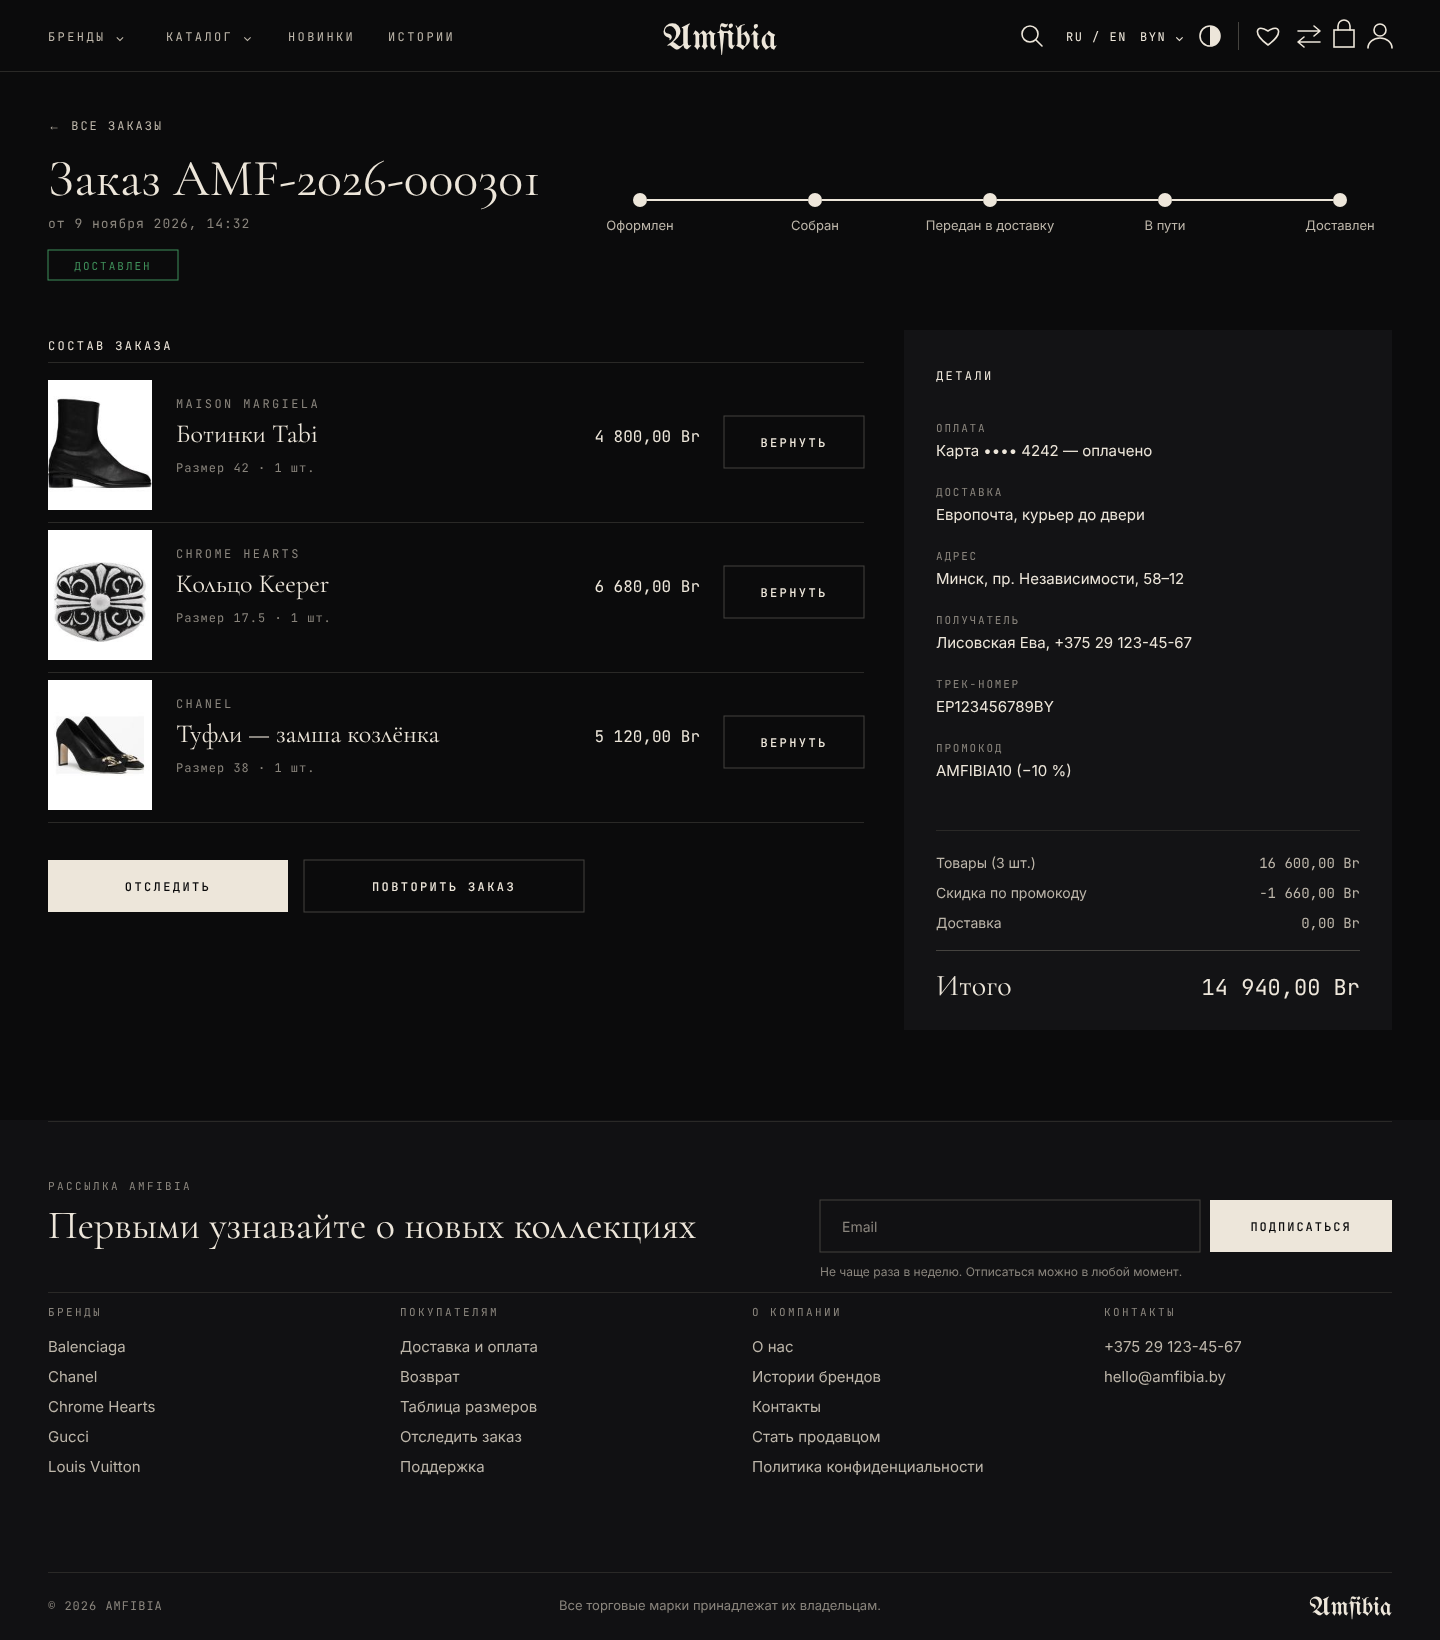 БРЕНДЫ КАТАЛОГ НОВИНКИ ИСТОРИИ Amfibia RU / EN BYN
← ВСЕ ЗАКАЗЫ
Заказ AMF-2026-000301
от 9 ноября 2026, 14:32
ДОСТАВЛЕН
Оформлен Собран Передан в доставку В пути Доставлен
СОСТАВ ЗАКАЗА
MAISON MARGIELA
Ботинки Tabi
Размер 42 · 1 шт.
4 800,00 Br
ВЕРНУТЬ
CHROME HEARTS
Кольцо Keeper
Размер 17.5 · 1 шт.
6 680,00 Br
ВЕРНУТЬ
CHANEL
Туфли — замша козлёнка
Размер 38 · 1 шт.
5 120,00 Br
ВЕРНУТЬ
ОТСЛЕДИТЬ ПОВТОРИТЬ ЗАКАЗ
ДЕТАЛИ
ОПЛАТА
Карта •••• 4242 — оплачено
ДОСТАВКА
Европочта, курьер до двери
АДРЕС
Минск, пр. Независимости, 58–12
ПОЛУЧАТЕЛЬ
Лисовская Ева, +375 29 123-45-67
ТРЕК-НОМЕР
EP123456789BY
ПРОМОКОД
AMFIBIA10 (−10 %)
Товары (3 шт.) 16 600,00 Br
Скидка по промокоду -1 660,00 Br
Доставка 0,00 Br
Итого 14 940,00 Br
РАССЫЛКА AMFIBIA
Первыми узнавайте о новых коллекциях
Email
ПОДПИСАТЬСЯ
Не чаще раза в неделю. Отписаться можно в любой момент.
БРЕНДЫ
Balenciaga
Chanel
Chrome Hearts
Gucci
Louis Vuitton
ПОКУПАТЕЛЯМ
Доставка и оплата
Возврат
Таблица размеров
Отследить заказ
Поддержка
О КОМПАНИИ
О нас
Истории брендов
Контакты
Стать продавцом
Политика конфиденциальности
КОНТАКТЫ
+375 29 123-45-67
hello@amfibia.by
© 2026 AMFIBIA Все торговые марки принадлежат их владельцам. Amfibia